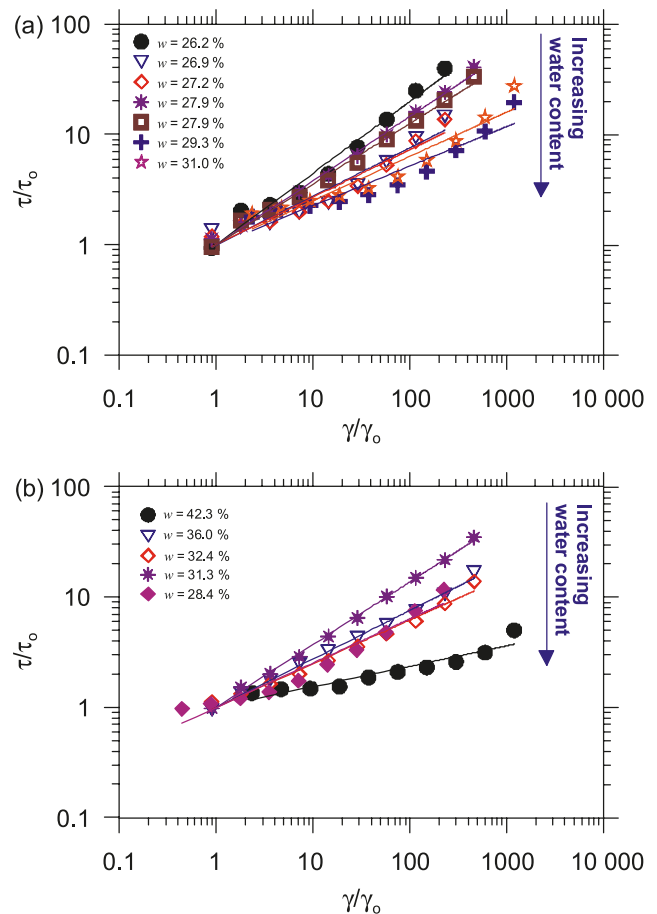 (a)
100
10
1
0.1
τ/τo
w = 26.2 %
w = 26.9 %
w = 27.2 %
w = 27.9 %
w = 27.9 %
w = 29.3 %
w = 31.0 %
Increasing
water content
0.1 1 10 100 1000 10 000
γ/γo
(b)
100
10
1
0.1
τ/τo
w = 42.3 %
w = 36.0 %
w = 32.4 %
w = 31.3 %
w = 28.4 %
Increasing
water content
0.1 1 10 100 1000 10 000
γ/γo